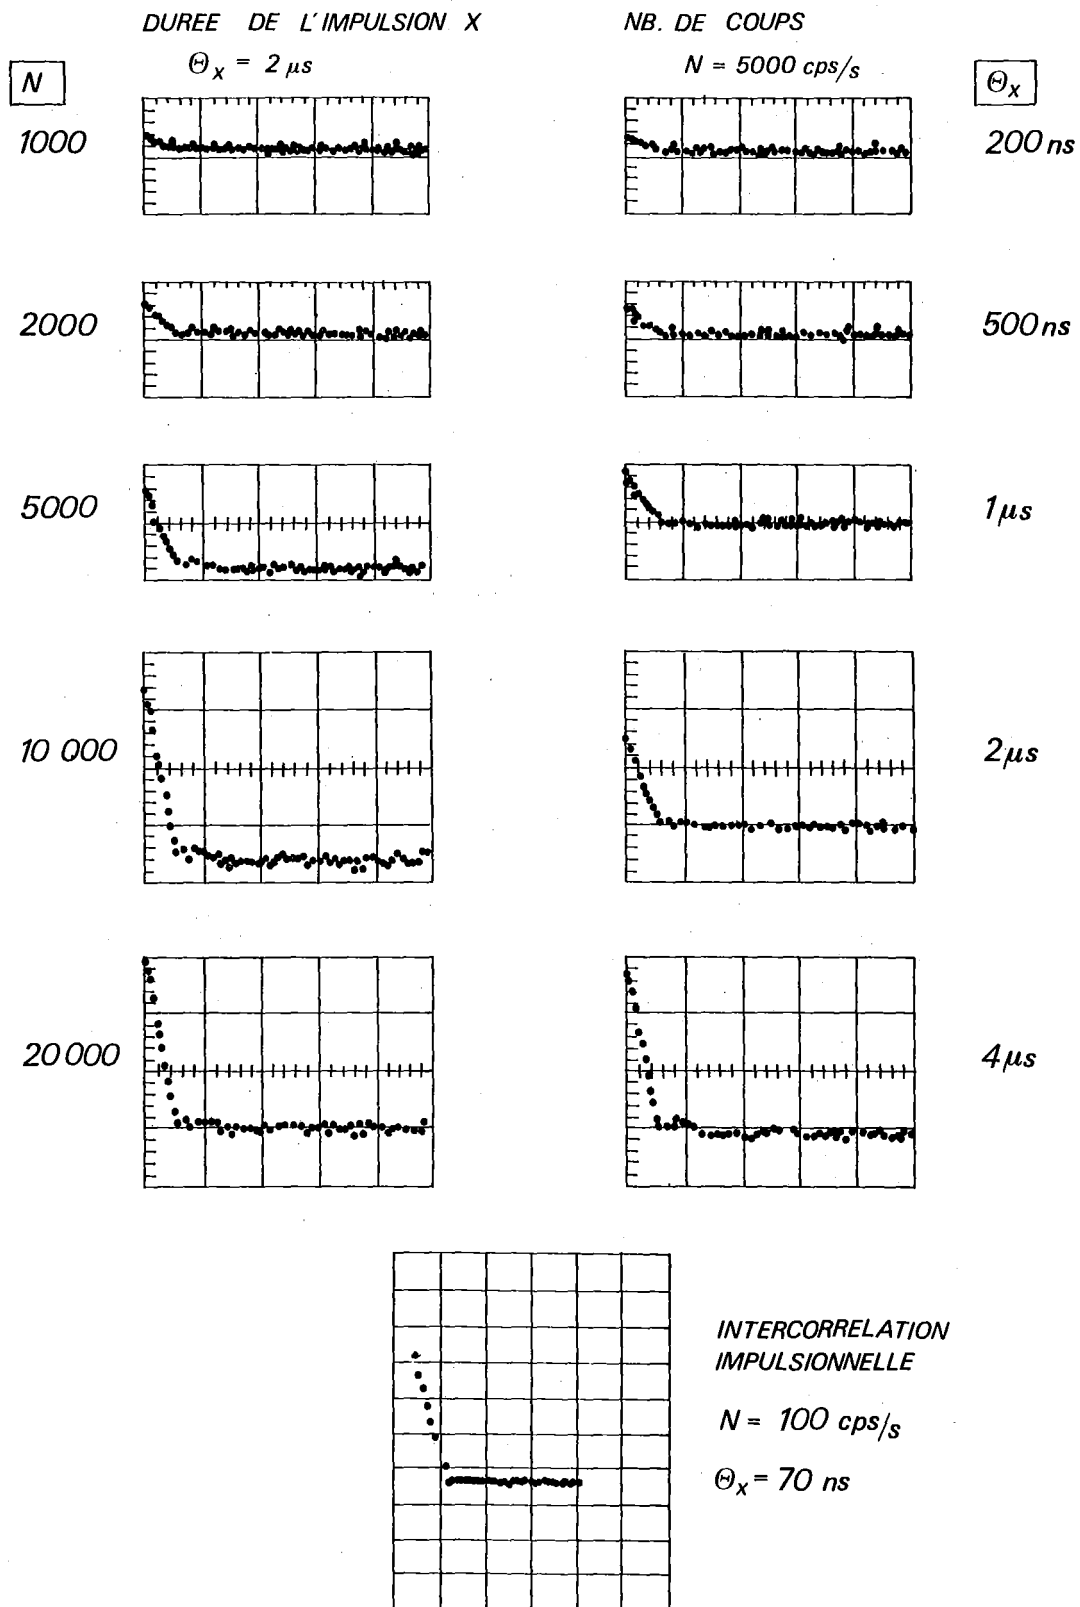 DUREE DE L'IMPULSION X
Θx = 2 μs
NB. DE COUPS
N = 5000 cps/s
N
Θx
1000
200 ns
2000
500 ns
5000
1 μs
10 000
2 μs
20 000
4 μs
INTERCORRELATION
IMPULSIONNELLE
N = 100 cps/s
Θx = 70 ns